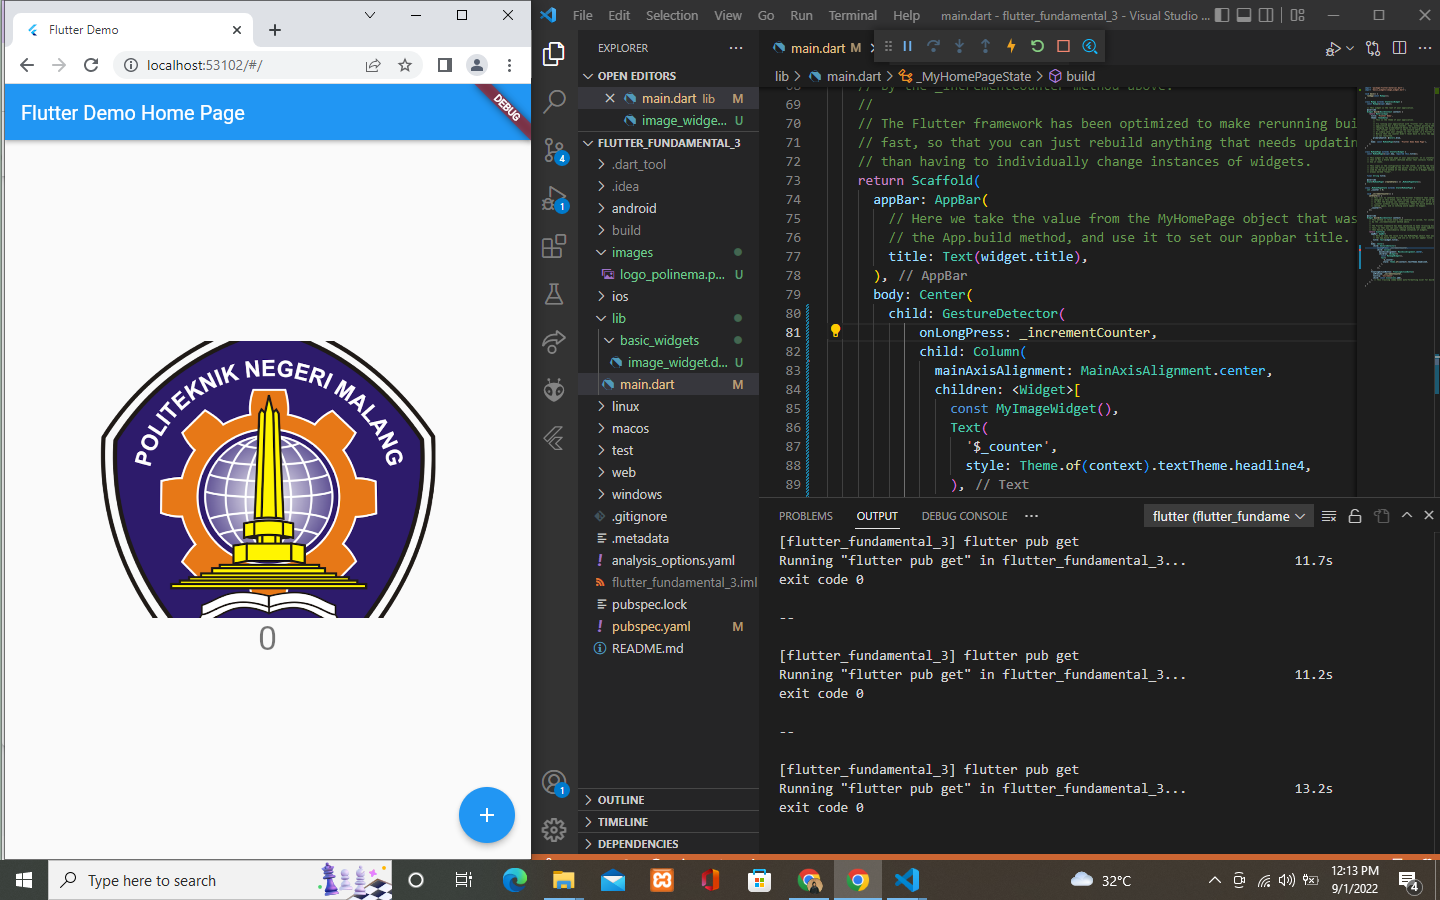 Flutter Demo
localhost:53102/#/
Flutter Demo Home Page
DEBUG
POLITEKNIK NEGERI MALANG
0
File Edit Selection View Go Run Terminal Help
main.dart - flutter_fundamental_3 - Visual Studio ...
EXPLORER
OPEN EDITORS
main.dart lib M
image_widge... U
FLUTTER_FUNDAMENTAL_3
.dart_tool
.idea
android
build
images
logo_polinema.p... U
ios
lib
basic_widgets
image_widget.d... U
main.dart M
linux
macos
test
web
windows
.gitignore
.metadata
analysis_options.yaml
flutter_fundamental_3.iml
pubspec.lock
pubspec.yaml M
README.md
OUTLINE
TIMELINE
DEPENDENCIES
4
1
1
main.dart M
lib > main.dart > _MyHomePageState > build
// by the _incrementCounter method above.
69 //
70 // The Flutter framework has been optimized to make rerunning bui
71 // fast, so that you can just rebuild anything that needs updatin
72 // than having to individually change instances of widgets.
73 return Scaffold(
74 appBar: AppBar(
75 // Here we take the value from the MyHomePage object that was
76 // the App.build method, and use it to set our appbar title.
77 title: Text(widget.title),
78 ), // AppBar
79 body: Center(
80 child: GestureDetector(
81 onLongPress: _incrementCounter,
82 child: Column(
83 mainAxisAlignment: MainAxisAlignment.center,
84 children: <Widget>[
85 const MyImageWidget(),
86 Text(
87 '$_counter',
88 style: Theme.of(context).textTheme.headline4,
89 ), // Text
PROBLEMS OUTPUT DEBUG CONSOLE ...
flutter (flutter_fundame
[flutter_fundamental_3] flutter pub get
Running "flutter pub get" in flutter_fundamental_3... 11.7s
exit code 0
--
[flutter_fundamental_3] flutter pub get
Running "flutter pub get" in flutter_fundamental_3... 11.2s
exit code 0
--
[flutter_fundamental_3] flutter pub get
Running "flutter pub get" in flutter_fundamental_3... 13.2s
exit code 0
Type here to search
32°C
12:13 PM
9/1/2022
4